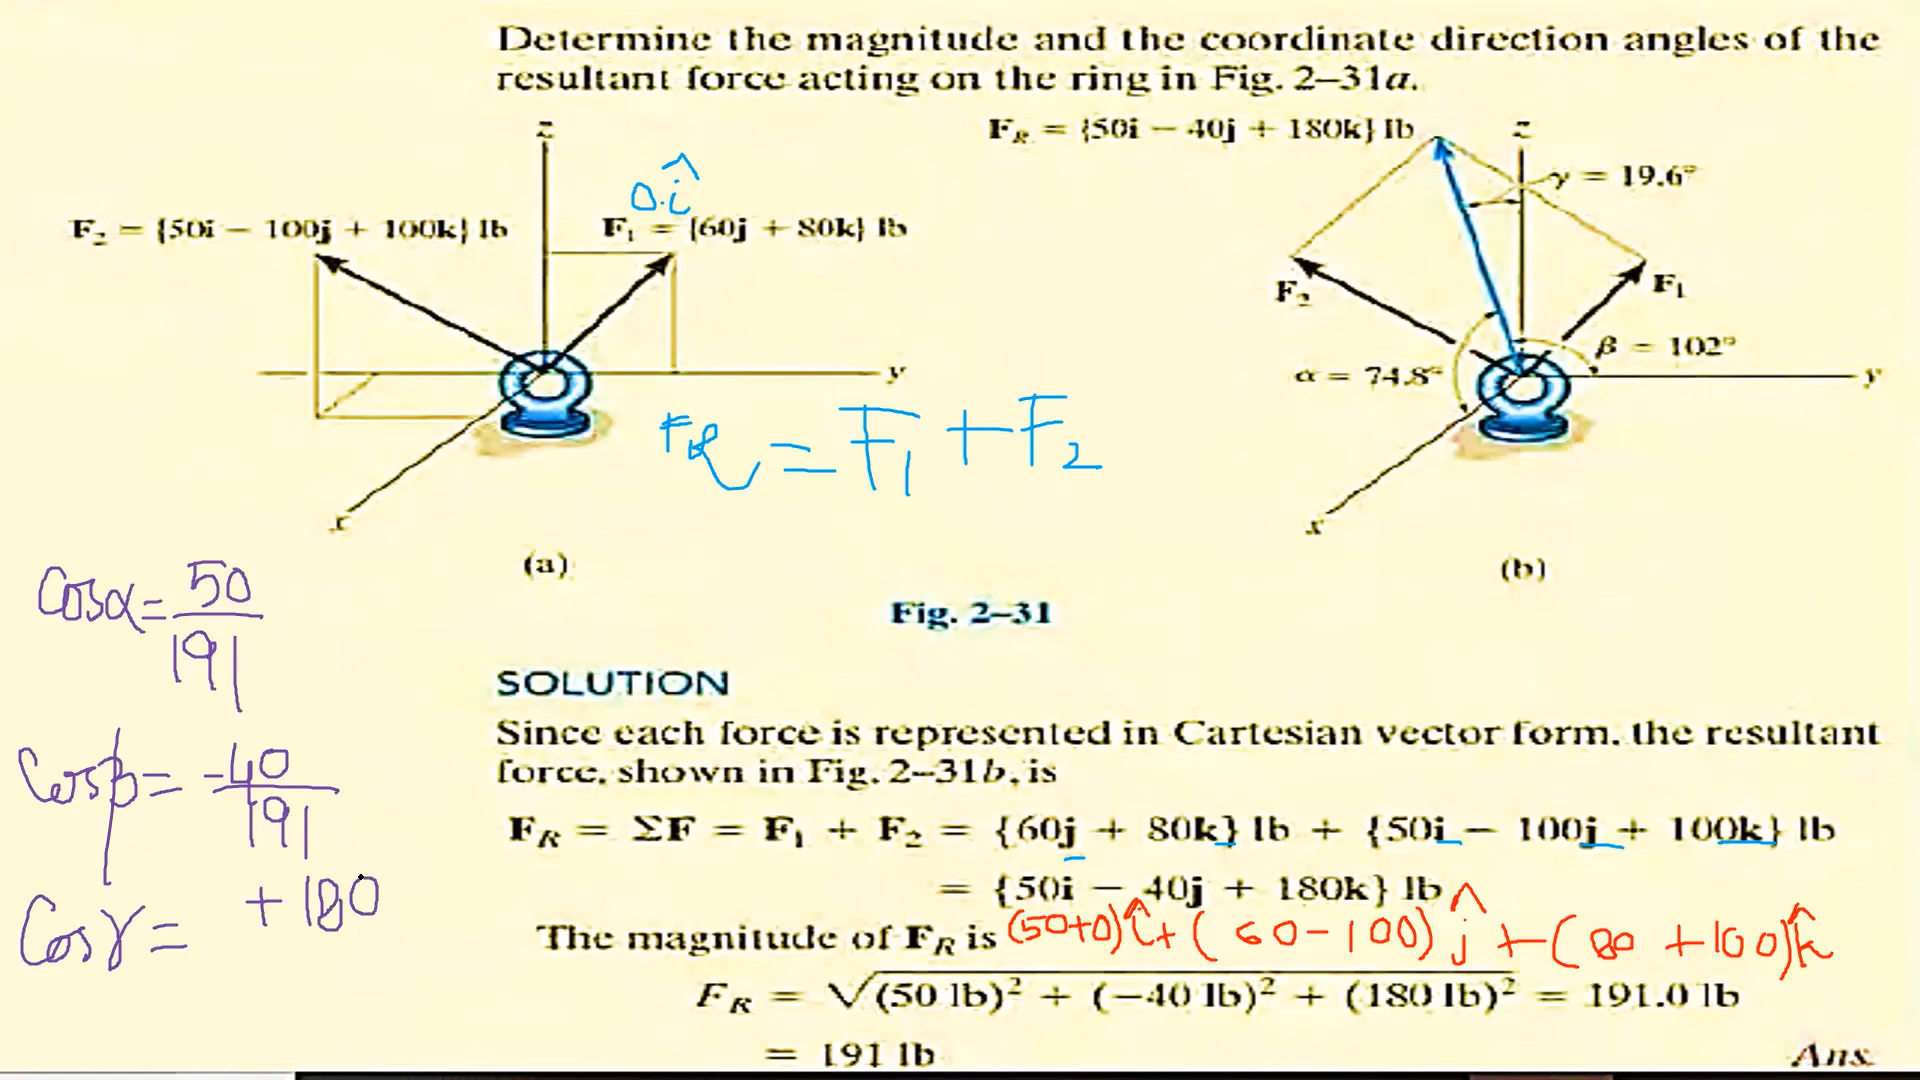 Determine the magnitude and the coordinate direction angles of the
resultant force acting on the ring in Fig. 2–31a.
F_R = {50i − 40j + 180k} lb
z
z
γ = 19.6°
0.î
F₂ = {50i − 100j + 100k} lb
F₁ = {60j + 80k} lb
F₂
F₁
β = 102°
y
α = 74.8°
y
F_R = F₁ + F₂
x
x
(a)
(b)
Cosα = 50/191
Fig. 2–31
SOLUTION
Since each force is represented in Cartesian vector form, the resultant
force, shown in Fig. 2–31b, is
Cosβ = -40/191
F_R = ΣF = F₁ + F₂ = {60j + 80k} lb + {50i − 100j + 100k} lb
= {50i − 40j + 180k} lb
Cosγ = +180
The magnitude of F_R is
(50+0)î + (60-100)ĵ + (80+100)k̂
F_R = √(50 lb)² + (−40 lb)² + (180 lb)² = 191.0 lb
= 191 lb
Ans.